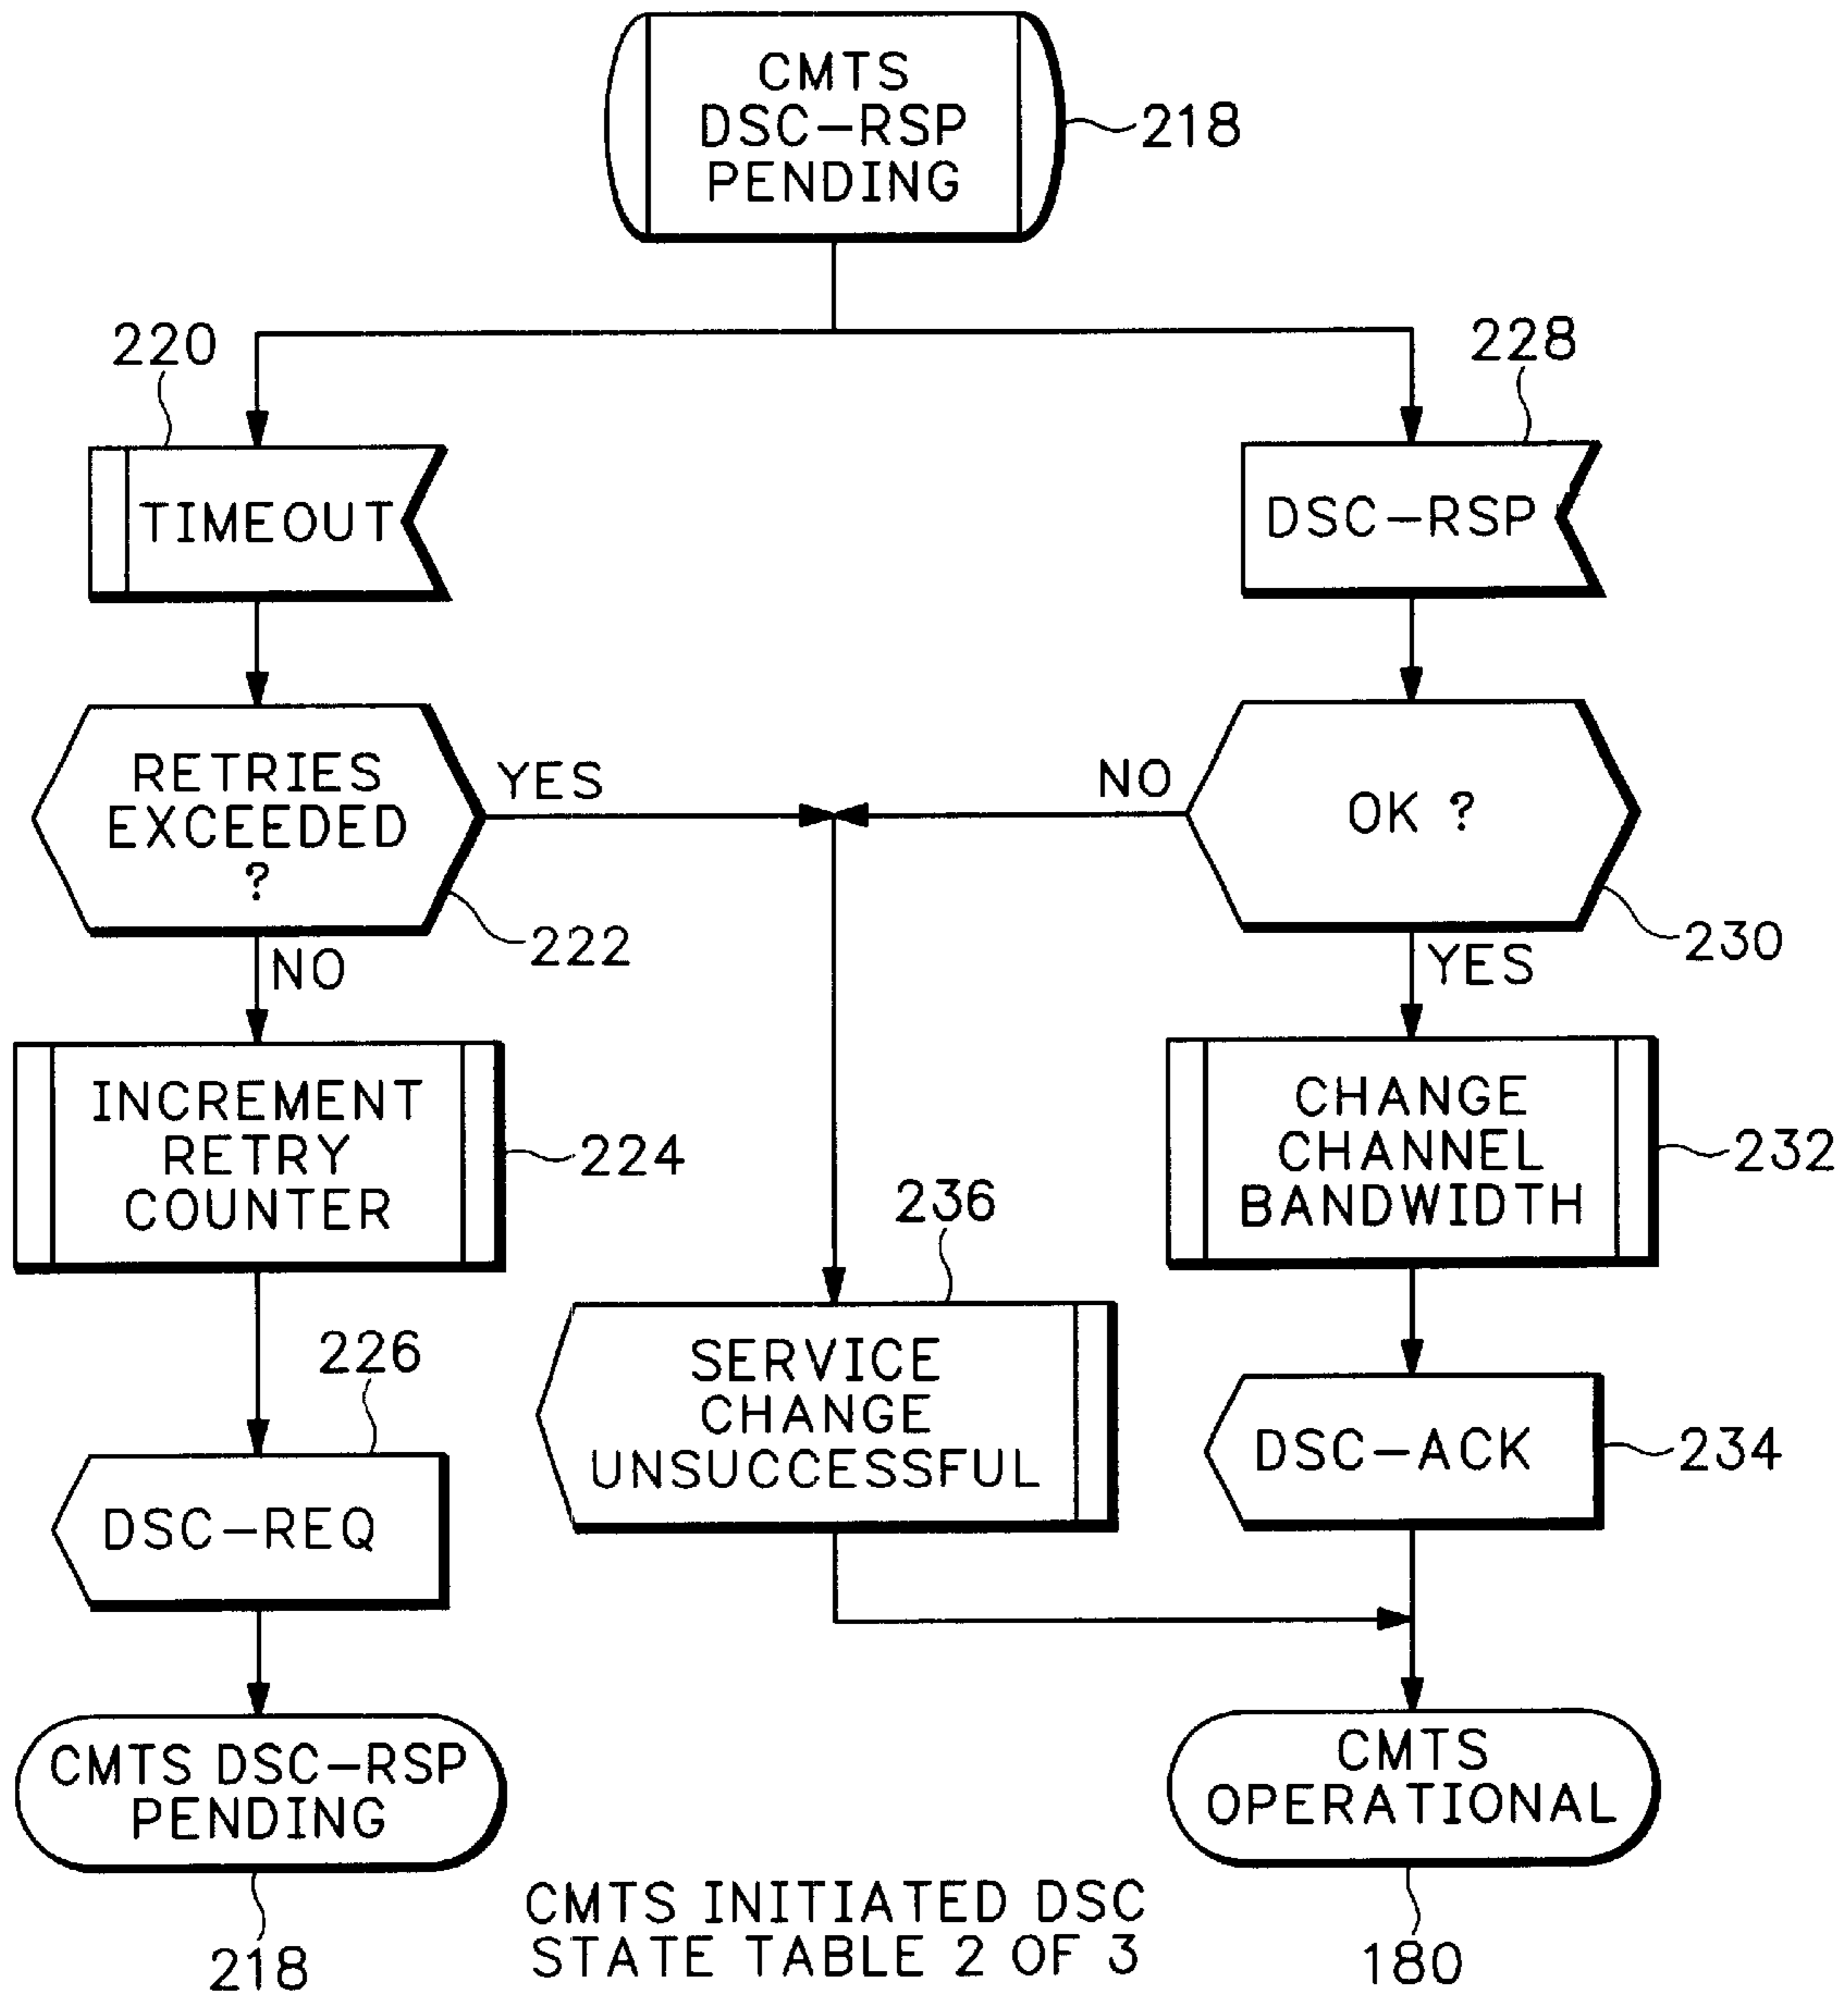 CMTS
DSC-RSP
PENDING
218
220
228
TIMEOUT
DSC-RSP
RETRIES
EXCEEDED
?
YES
NO
OK ?
222
230
NO
YES
INCREMENT
RETRY
COUNTER
224
CHANGE
CHANNEL
BANDWIDTH
232
236
226
SERVICE
CHANGE
UNSUCCESSFUL
DSC-REQ
DSC-ACK
234
CMTS DSC-RSP
PENDING
CMTS
OPERATIONAL
218
180
CMTS INITIATED DSC
STATE TABLE 2 OF 3